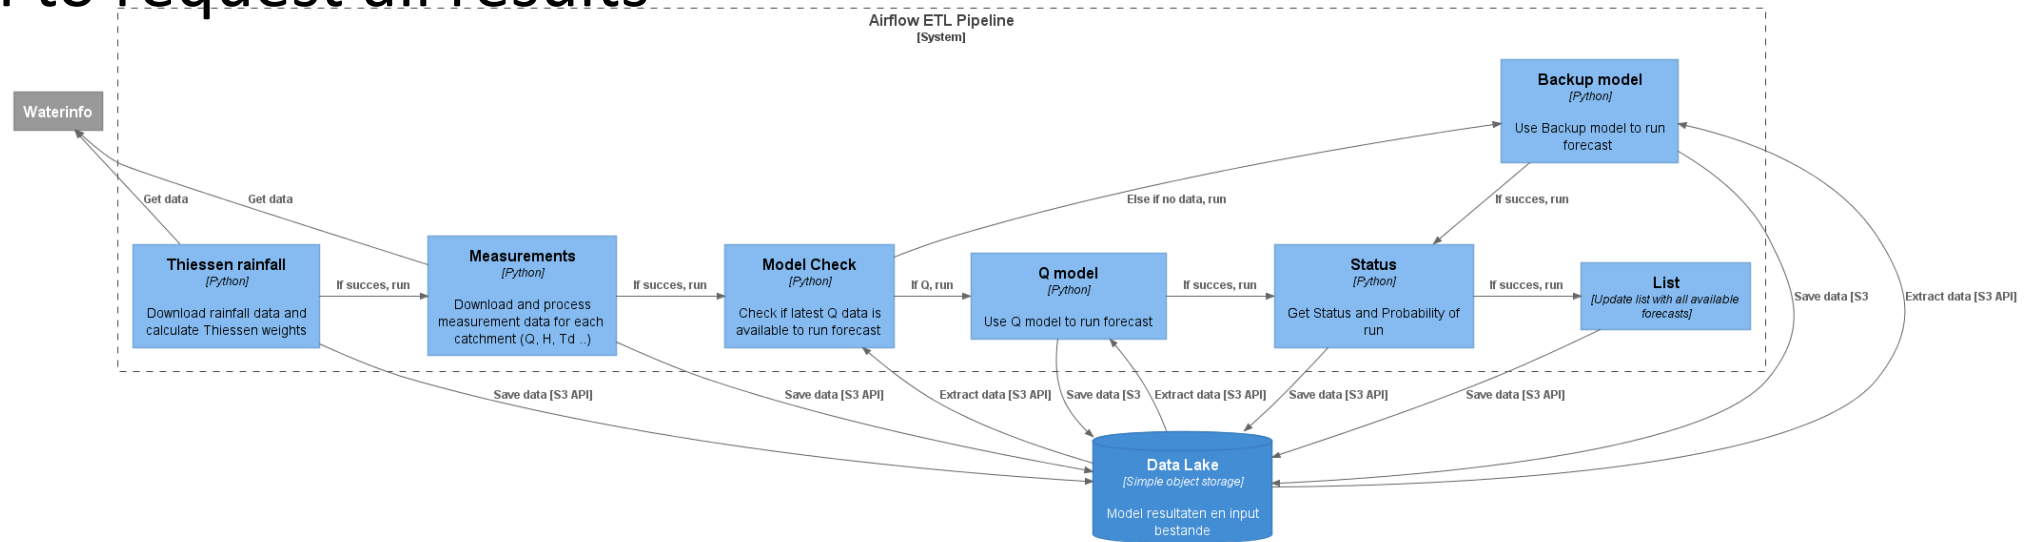 to request all results
Airflow ETL Pipeline
[System]
Waterinfo
Backup model
[Python]
Use Backup model to run
forecast
Get data
Get data
Else if no data, run
If succes, run
Thiessen rainfall
[Python]
Download rainfall data and
calculate Thiessen weights
If succes, run
Measurements
[Python]
Download and process
measurement data for each
catchment (Q, H, Td ..)
If succes, run
Model Check
[Python]
Check if latest Q data is
available to run forecast
If Q, run
Q model
[Python]
Use Q model to run forecast
If succes, run
Status
[Python]
Get Status and Probability of
run
If succes, run
List
[Update list with all available
forecasts]
Save data [S3
Extract data [S3 API]
Save data [S3 API]
Save data [S3 API]
Extract data [S3 API]
Save data [S3
Extract data [S3 API]
Save data [S3 API]
Save data [S3 API]
Data Lake
[Simple object storage]
Model resultaten en input
bestande